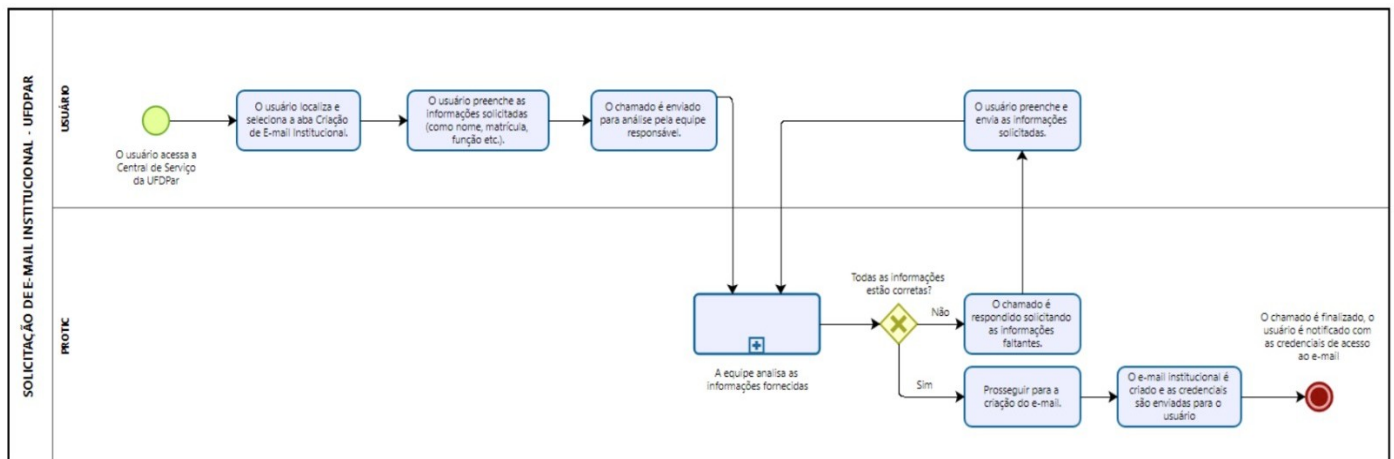 SOLICITAÇÃO DE E-MAIL INSTITUCIONAL - UFDPAR
USUÁRIO
O usuário acessa a
Central de Serviço
da UFDPar
O usuário localiza e
seleciona a aba Criação
de E-mail Institucional.
O usuário preenche as
informações solicitadas
(como nome, matrícula,
função etc.).
O chamado é enviado
para análise pela equipe
responsável.
O usuário preenche e
envia as informações
solicitadas.
PROTIC
A equipe analisa as
informações fornecidas
Todas as informações
estão corretas?
Não
O chamado é
respondido solicitando
as informações
faltantes.
Sim
Prosseguir para a
criação do e-mail.
O e-mail institucional é
criado e as credenciais
são enviadas para o
usuário
O chamado é finalizado, o
usuário é notificado com
as credenciais de acesso
ao e-mail